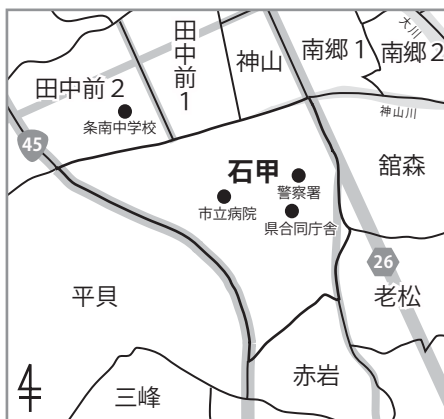 田中前1
神山
南郷1
大川
南郷2
田中前2
条南中学校
神山川
45
石甲
警察署
舘森
市立病院
県合同庁舎
26
平貝
老松
赤岩
三峰